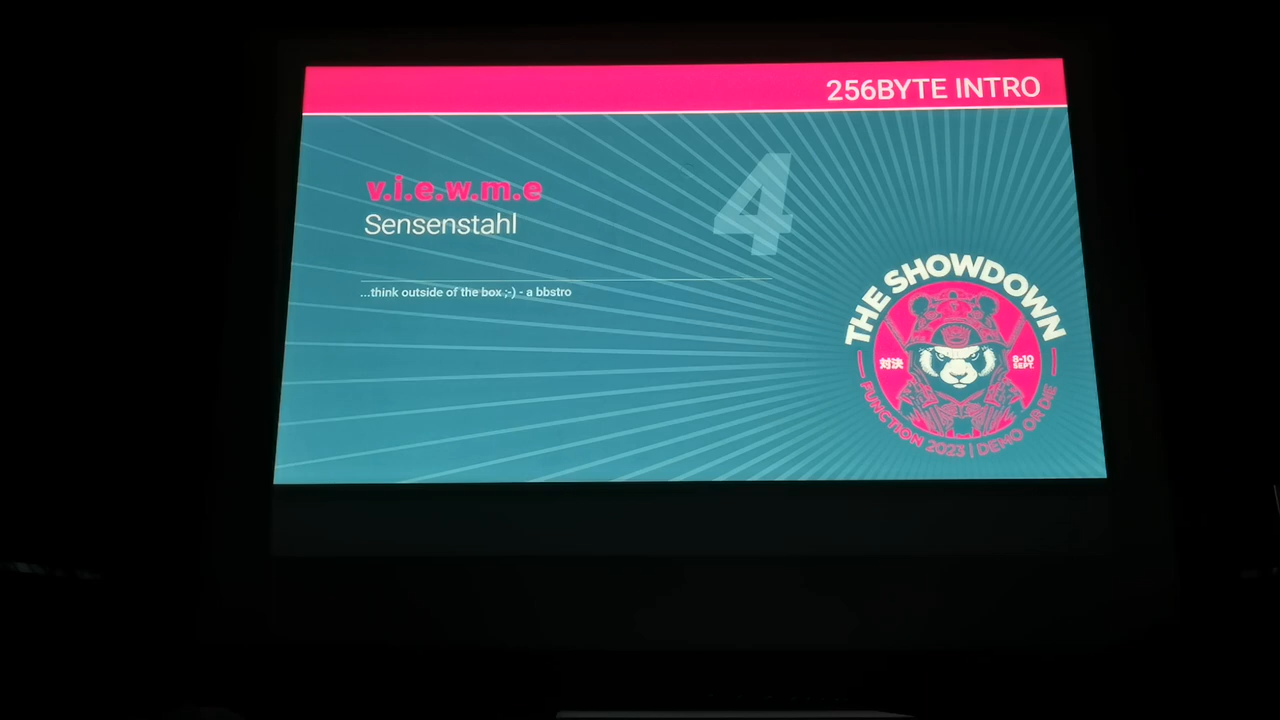 256BYTE INTRO
v.i.e.w.m.e
Sensenstahl
4
...think outside of the box ;-) - a bbstro
THE SHOWDOWN
対決
8-10
SEPT.
FUNCTION 2023 | DEMO OR DIE